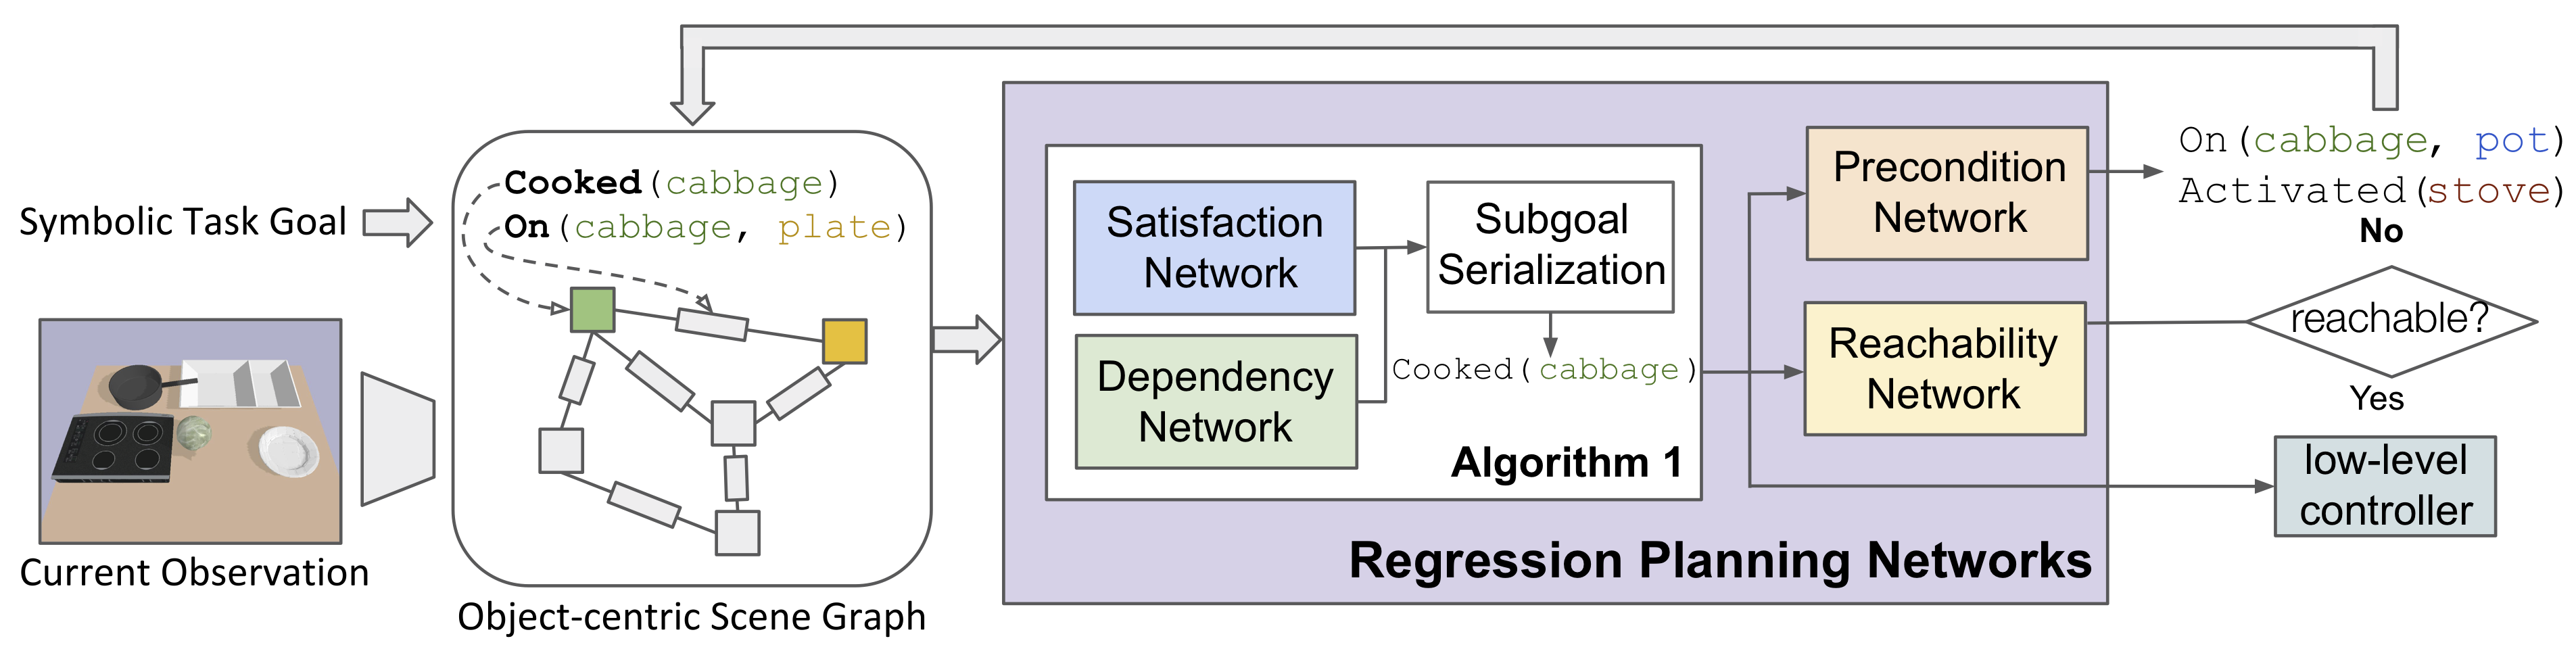 Symbolic Task Goal
Current Observation
Cooked(cabbage)
On(cabbage, plate)
Object-centric Scene Graph
Satisfaction
Network
Dependency
Network
Subgoal
Serialization
Cooked(cabbage)
Algorithm 1
Precondition
Network
Reachability
Network
Regression Planning Networks
On(cabbage, pot)
Activated(stove)
No
reachable?
Yes
low-level
controller